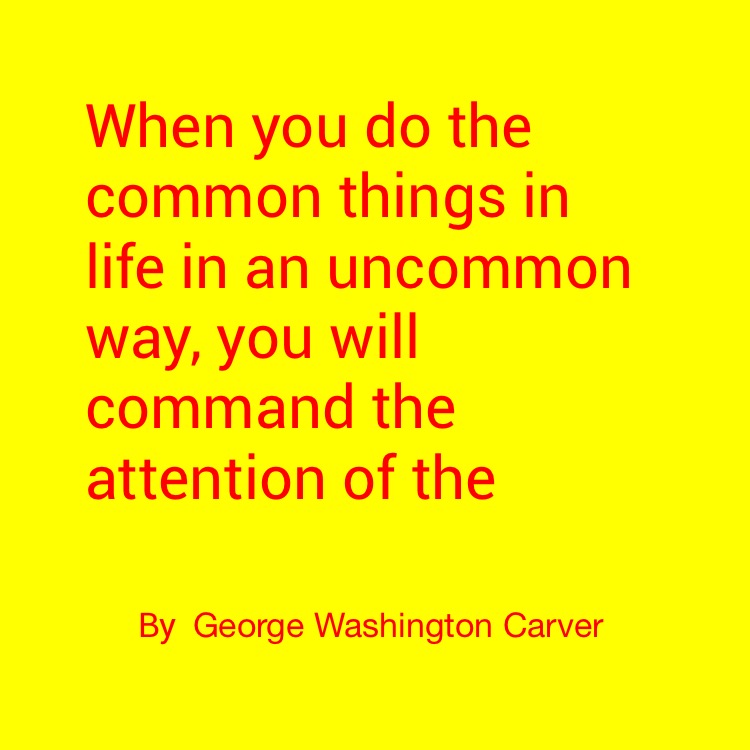 When you do the
common things in
life in an uncommon
way, you will
command the
attention of the
By  George Washington Carver